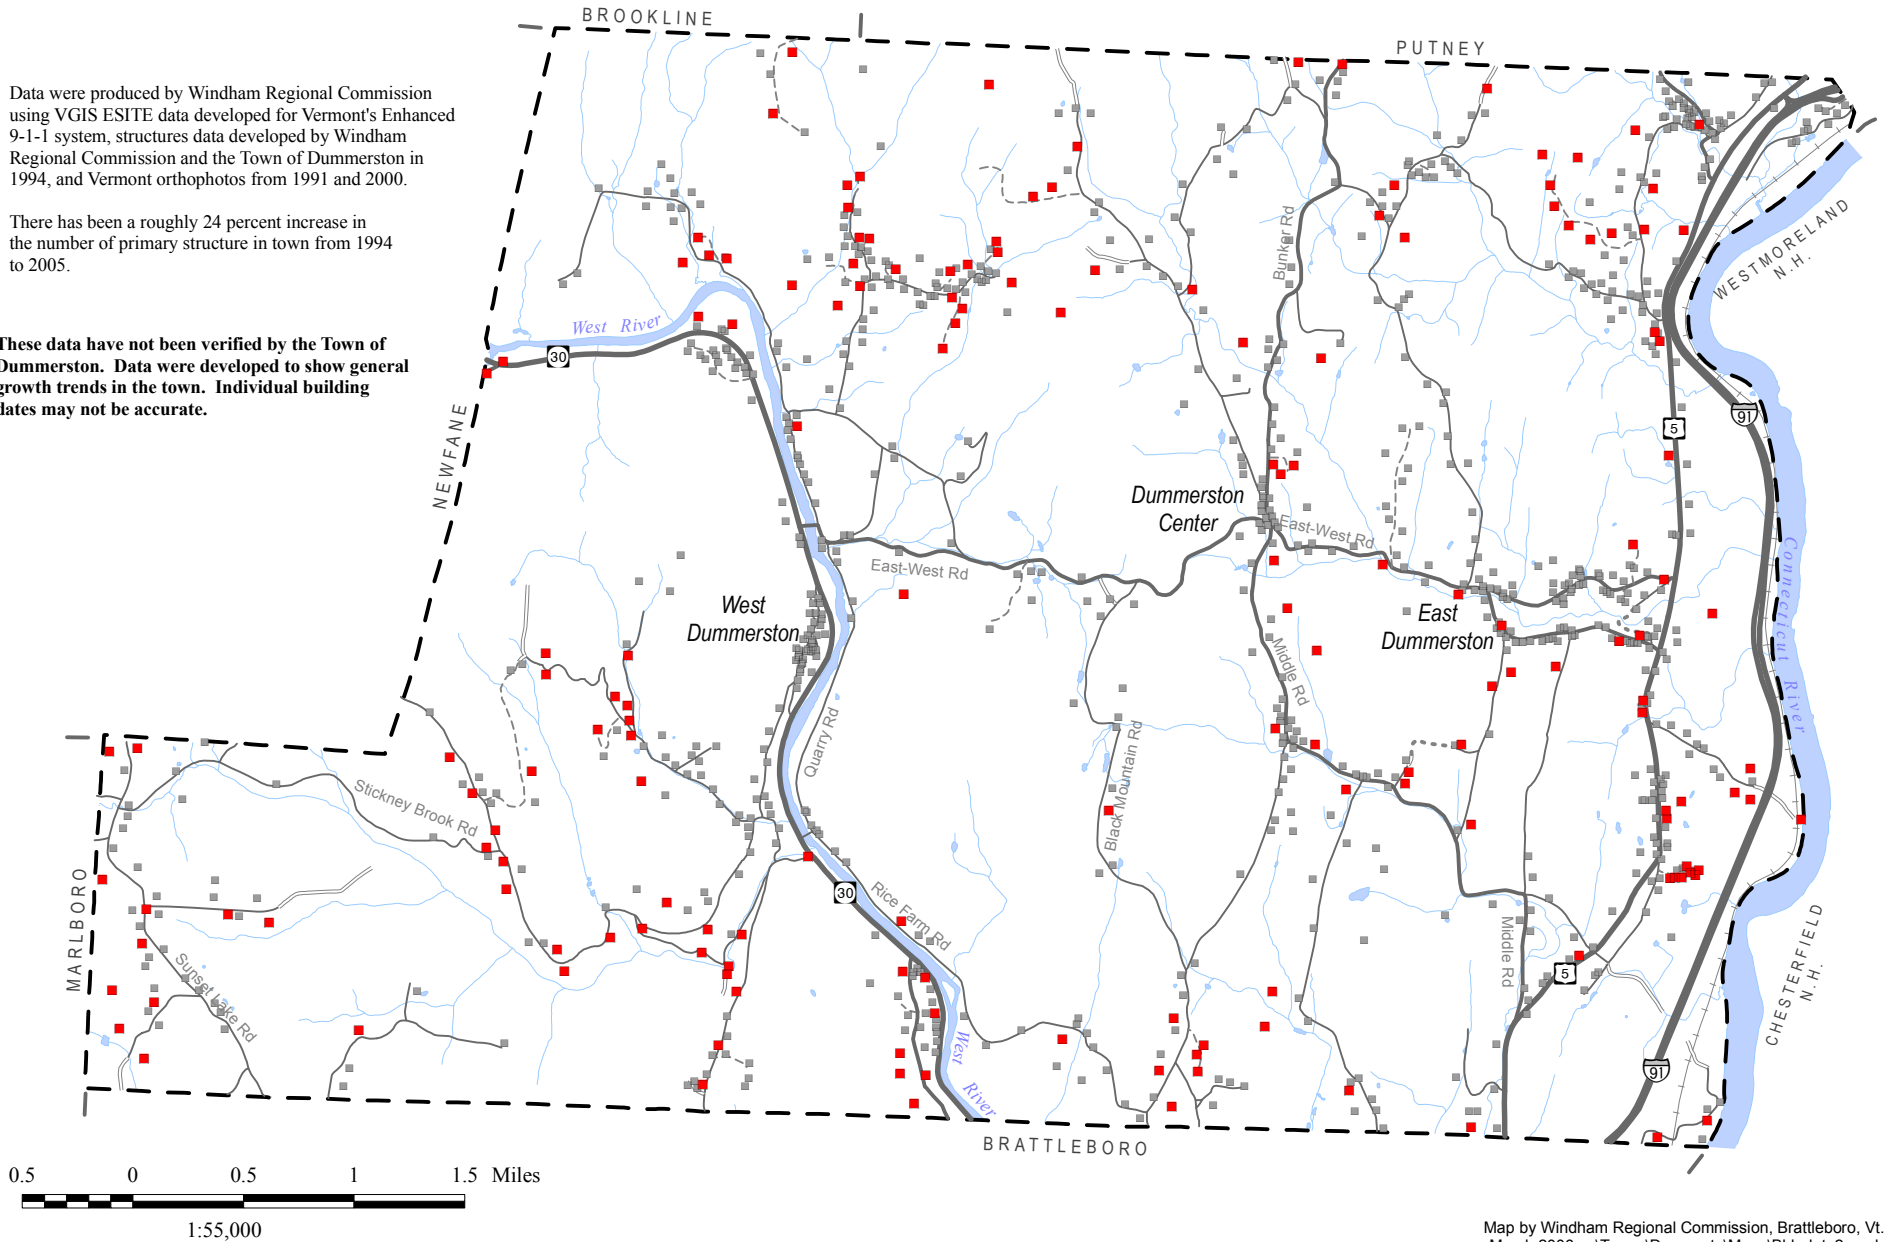 BROOKLINE
PUTNEY
Data were produced by Windham Regional Commission
using VGIS ESITE data developed for Vermont's Enhanced
9-1-1 system, structures data developed by Windham
Regional Commission and the Town of Dummerston in
1994, and Vermont orthophotos from 1991 and 2000.
There has been a roughly 24 percent increase in
the number of primary structure in town from 1994
to 2005.
These data have not been verified by the Town of
Dummerston. Data were developed to show general
growth trends in the town. Individual building
dates may not be accurate.
WESTMORELAND
N.H.
Bunker Rd
West River
30
NEWFANE
91
5
Dummerston
Center
East-West Rd
East-West Rd
Connecticut River
West
Dummerston
East
Dummerston
Middle Rd
Quarry Rd
Black Mountain Rd
Stickney Brook Rd
MARLBORO
30
Rice Farm Rd
Middle Rd
Sunset Lake Rd
5
CHESTERFIELD
N.H.
West
River
91
BRATTLEBORO
0.5 0 0.5 1 1.5 Miles
1:55,000
Map by Windham Regional Commission, Brattleboro, Vt.